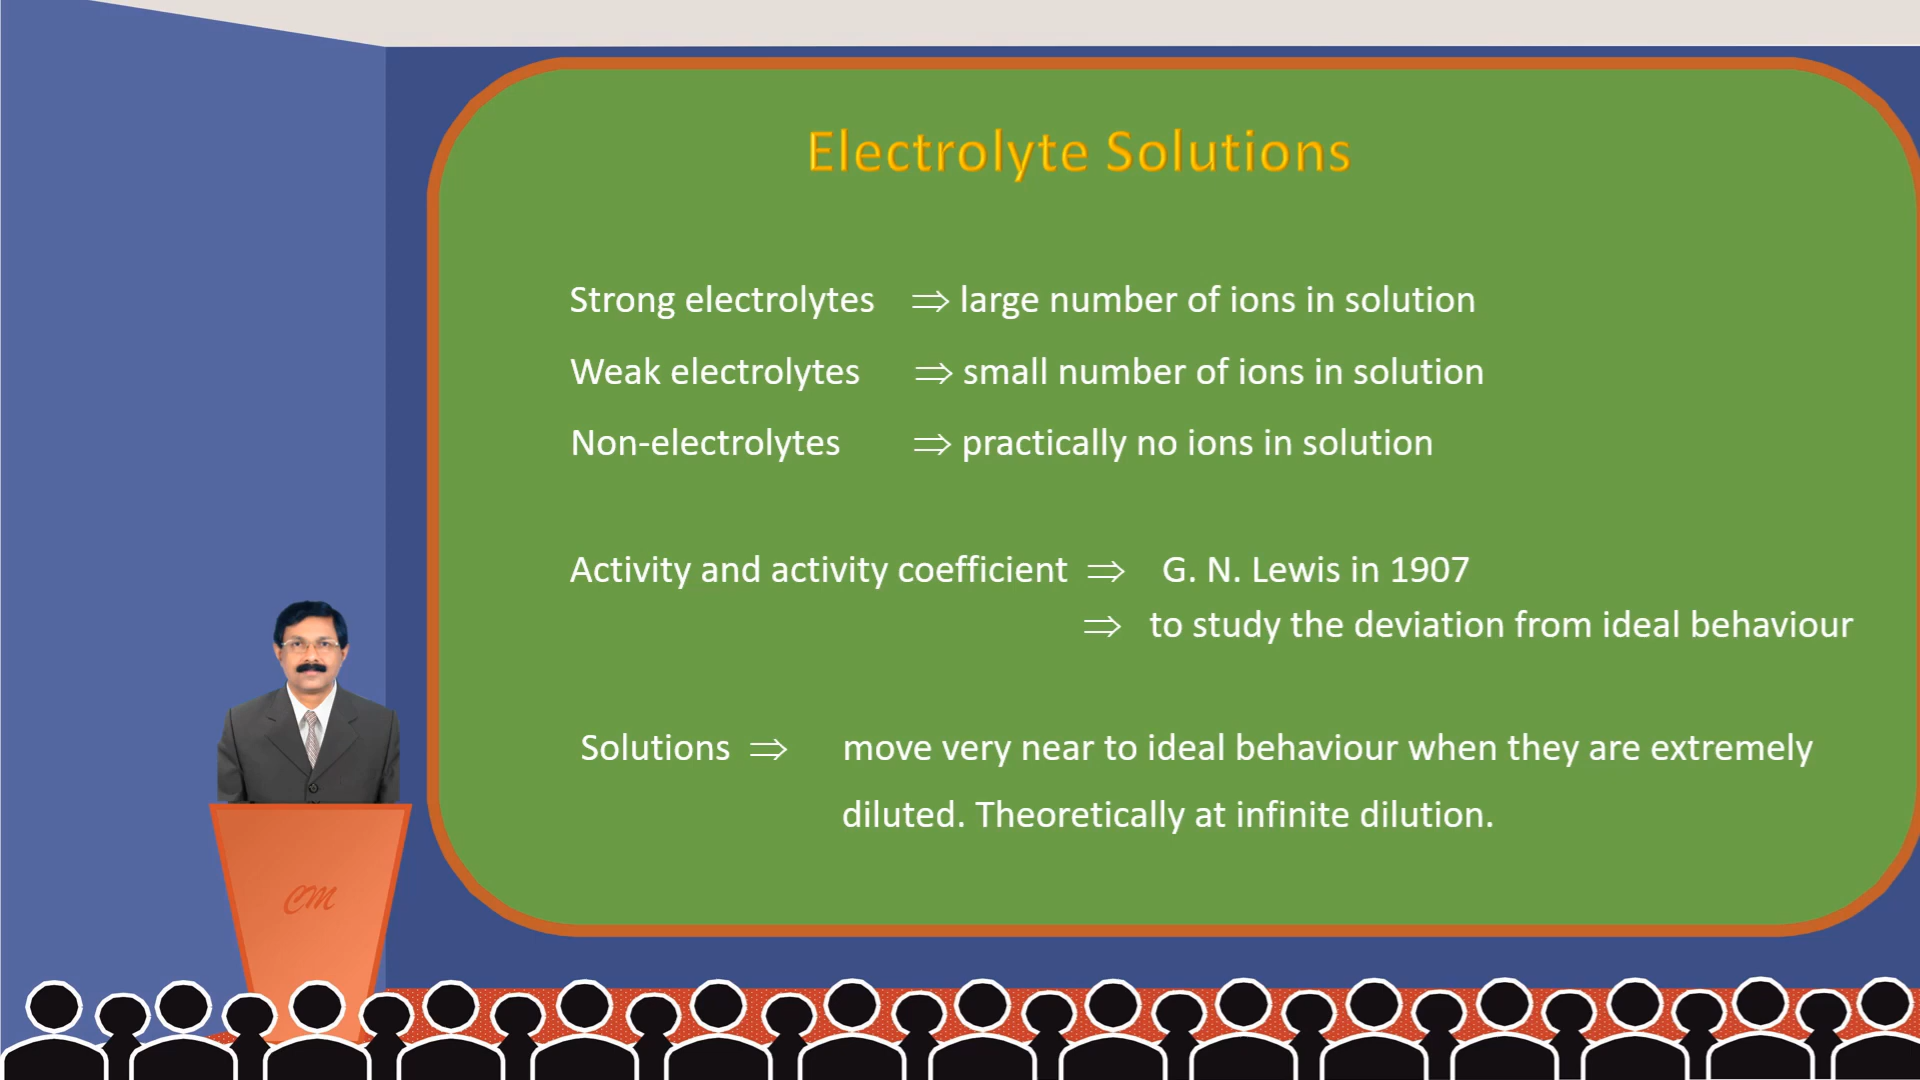 Electrolyte Solutions
Strong electrolytes ⇒ large number of ions in solution
Weak electrolytes ⇒ small number of ions in solution
Non-electrolytes ⇒ practically no ions in solution
Activity and activity coefficient ⇒ G. N. Lewis in 1907
⇒ to study the deviation from ideal behaviour
Solutions ⇒ move very near to ideal behaviour when they are extremely
diluted. Theoretically at infinite dilution.
CM